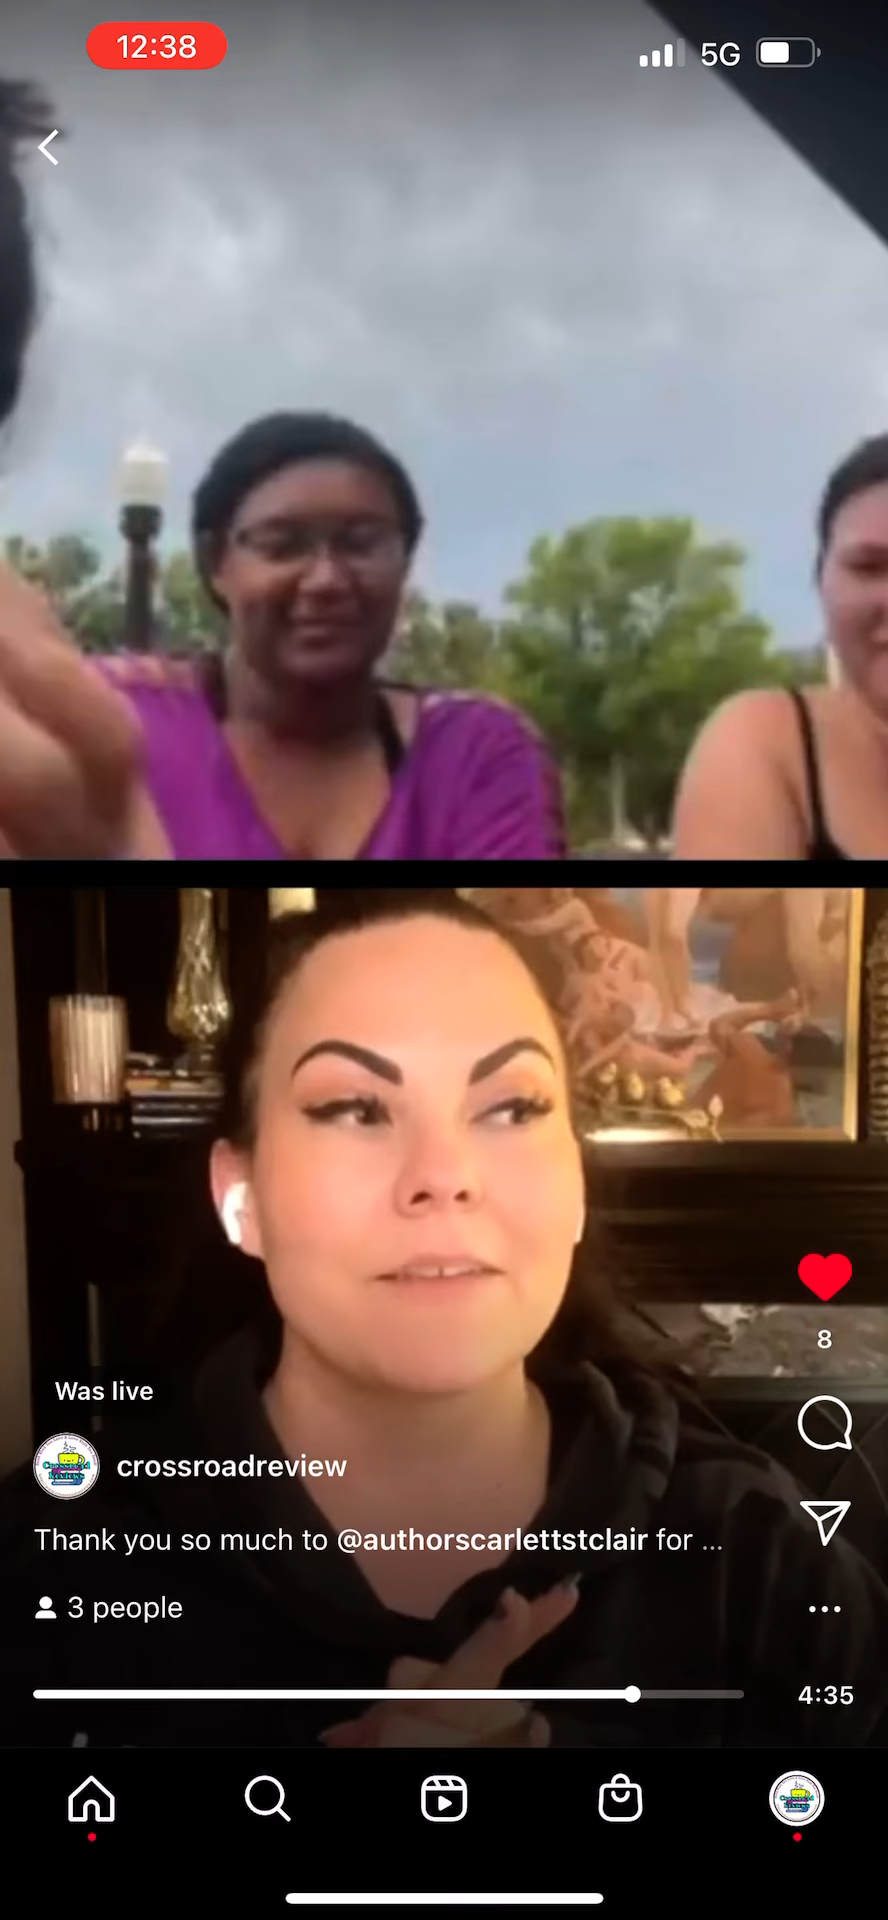 12:38
5G
Was live
crossroadreview
Thank you so much to @authorscarlettstclair for ...
3 people
8
4:35